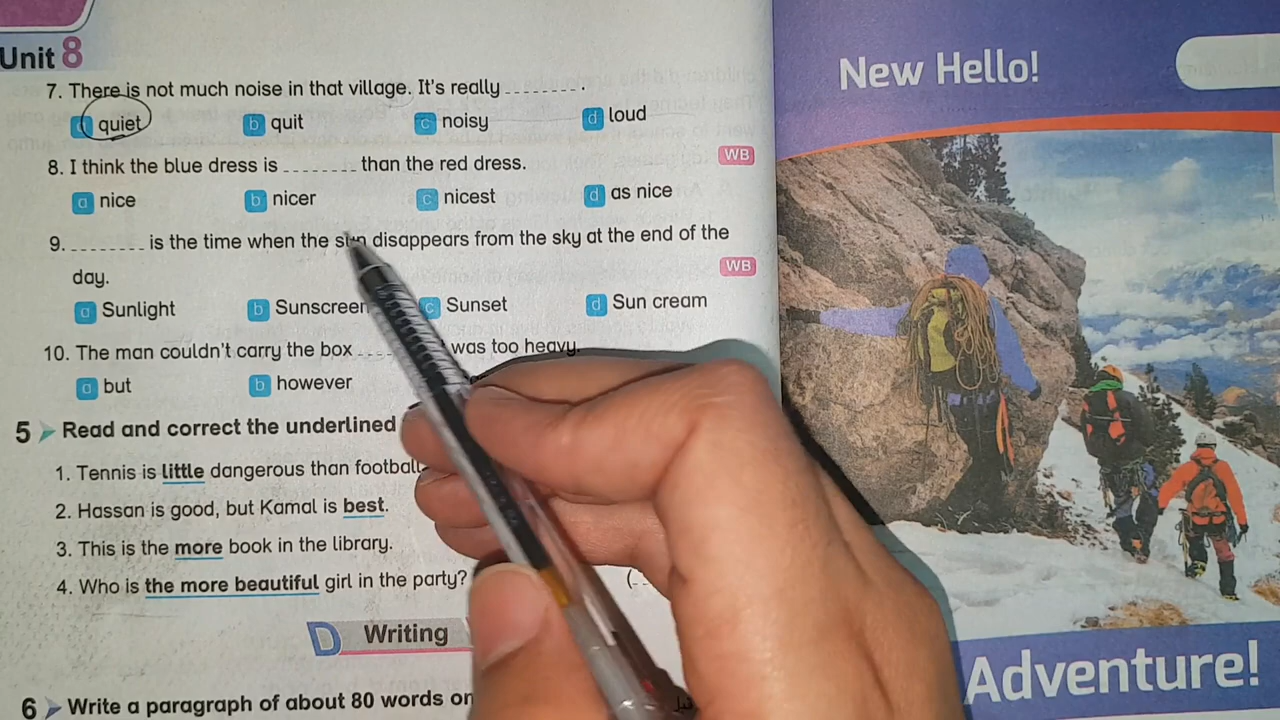 Unit 8
7. There is not much noise in that village. It's really ________ .
a quiet b quit c noisy d loud
8. I think the blue dress is ________ than the red dress. WB
a nice b nicer c nicest d as nice
9. ________ is the time when the sun disappears from the sky at the end of the
day. WB
a Sunlight b Sunscreen c Sunset d Sun cream
10. The man couldn't carry the box ____ was too heavy.
a but b however
5 Read and correct the underlined
1. Tennis is little dangerous than football
2. Hassan is good, but Kamal is best.
3. This is the more book in the library.
4. Who is the more beautiful girl in the party? (
D Writing
6 Write a paragraph of about 80 words on
New Hello!
Adventure!